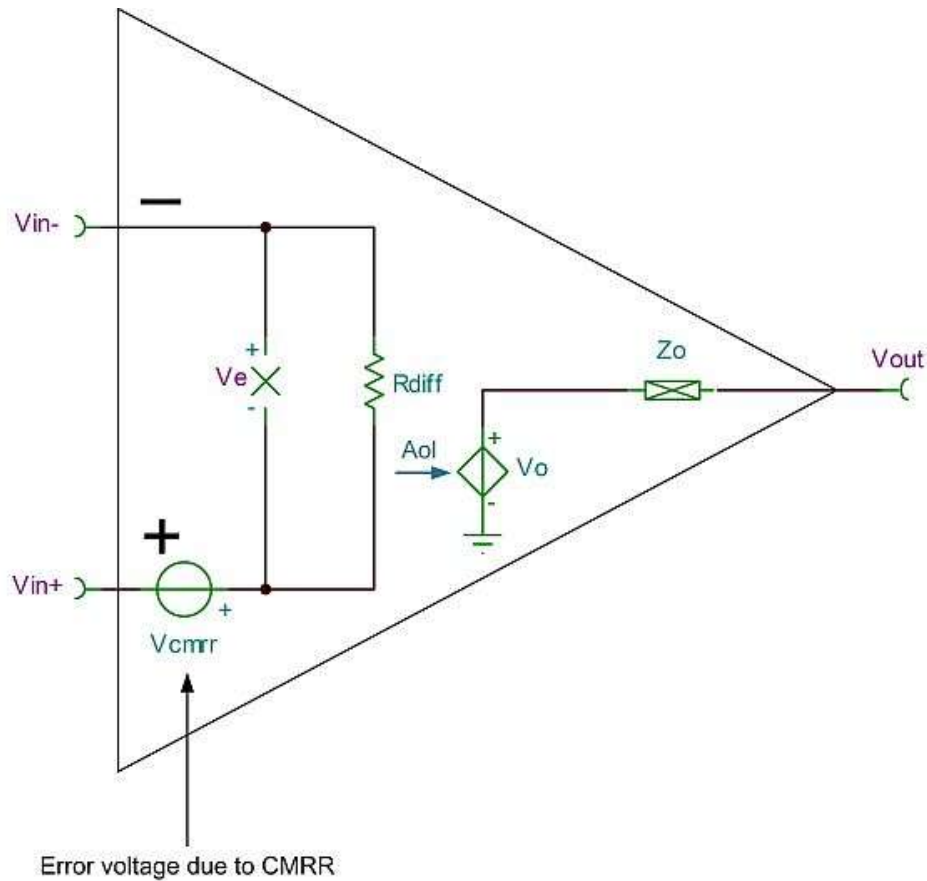 −
Vin-
Zo
Vout
+
Ve
Rdiff
-
Aol
+
Vo
-
+
Vin+
+
Vcmrr
Error voltage due to CMRR